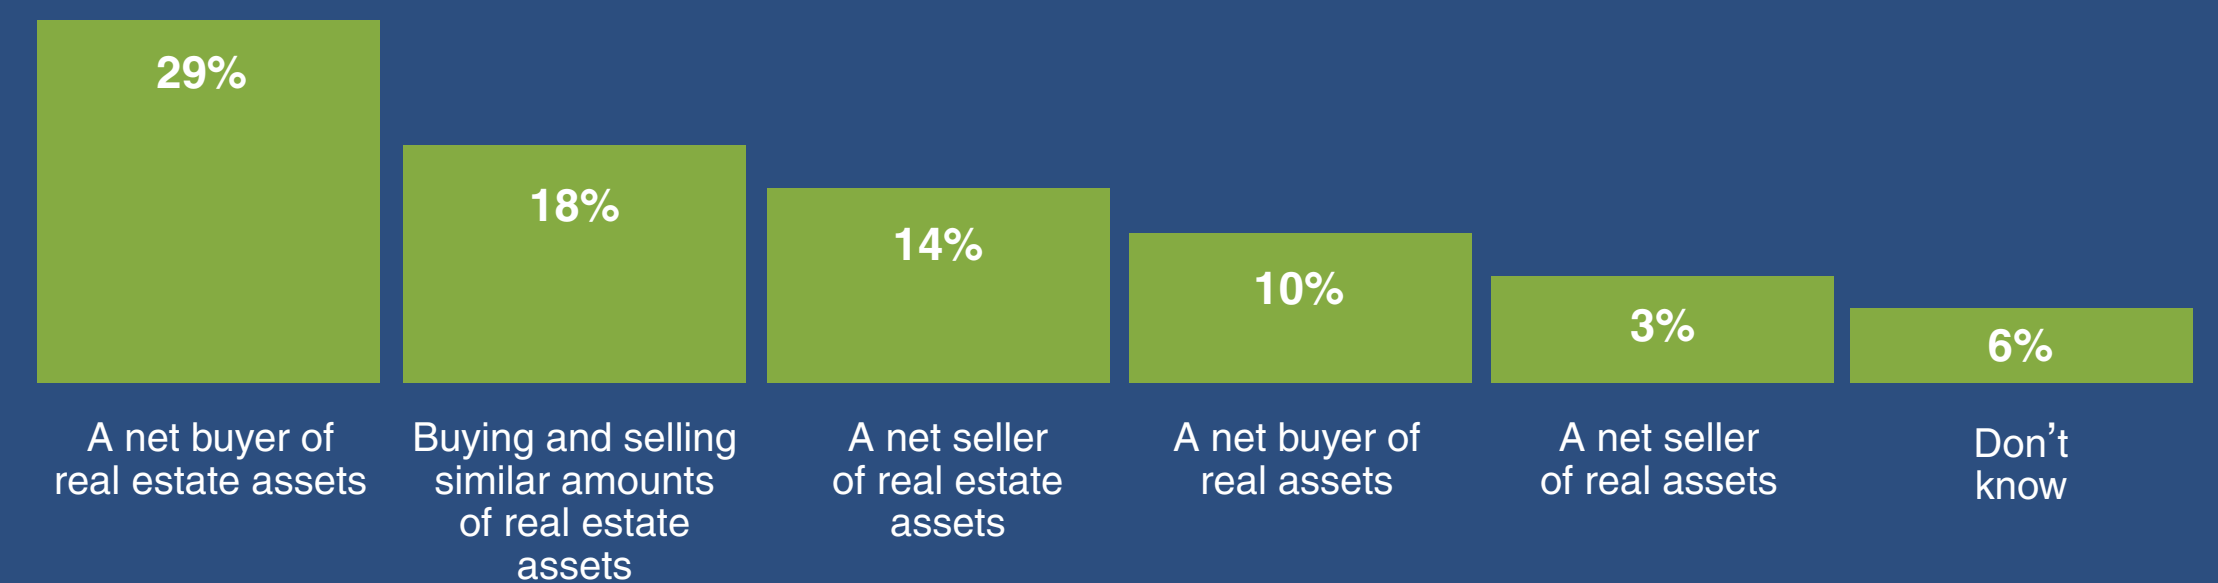 29%
18%
14%
10%
3%
6%
A net buyer of
real estate assets
Buying and selling
similar amounts
of real estate
assets
A net seller
of real estate
assets
A net buyer of
real assets
A net seller
of real assets
Don’t
know